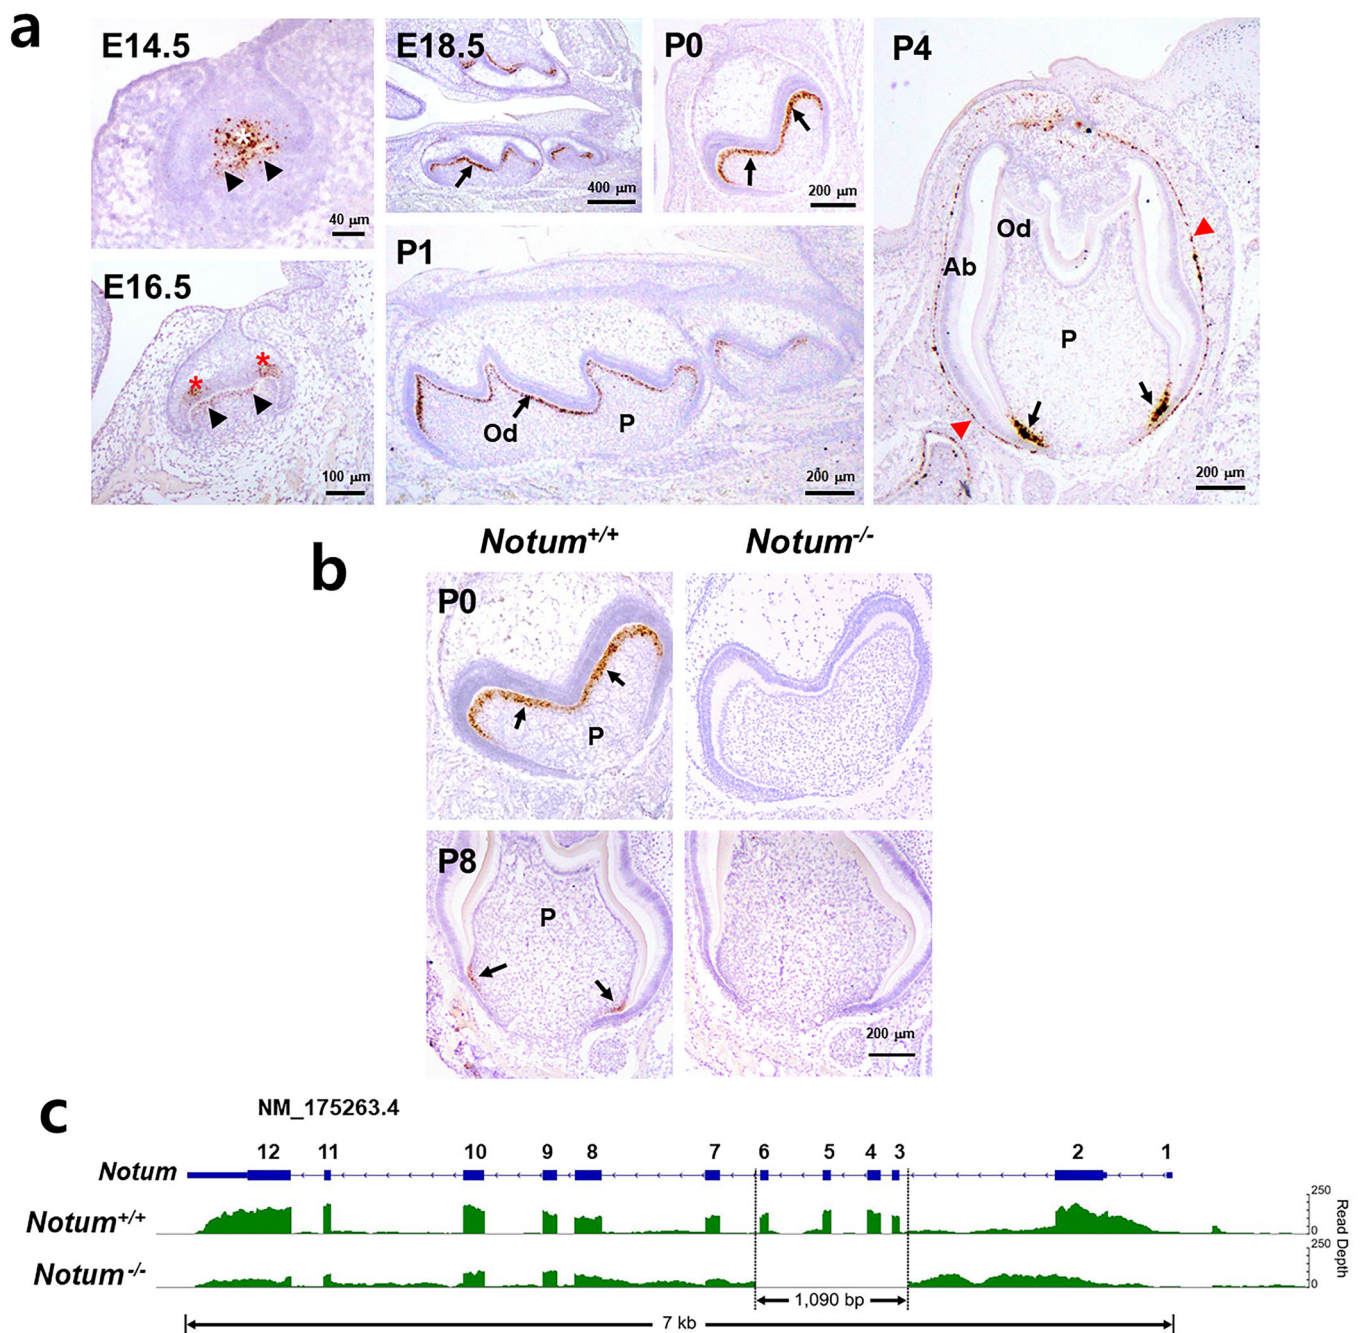 a
E14.5
40 µm
E16.5
*
*
100 µm
E18.5
400 µm
P0
200 µm
P1
Od
P
200 µm
P4
Od
Ab
P
200 µm
b
Notum+/+
Notum-/-
P0
P
P8
P
200 µm
c
NM_175263.4
12 11 10 9 8 7 6 5 4 3 2 1
Notum
Notum+/+
250
0
Notum-/-
250
0
Read Depth
1,090 bp
7 kb